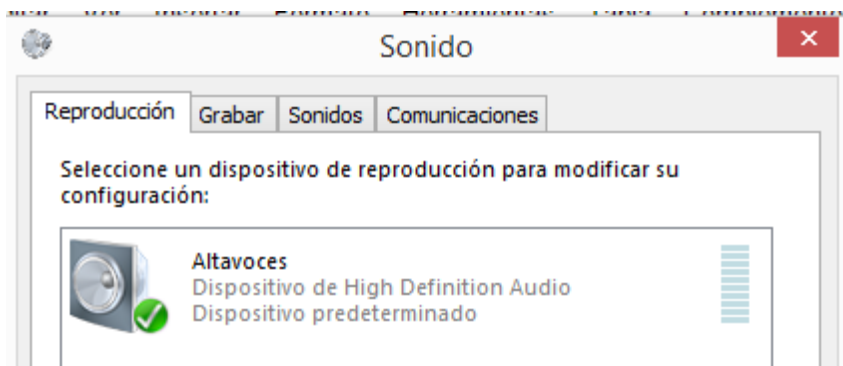 Sonido
Reproducción Grabar Sonidos Comunicaciones
Seleccione un dispositivo de reproducción para modificar su
configuración:
Altavoces
Dispositivo de High Definition Audio
Dispositivo predeterminado